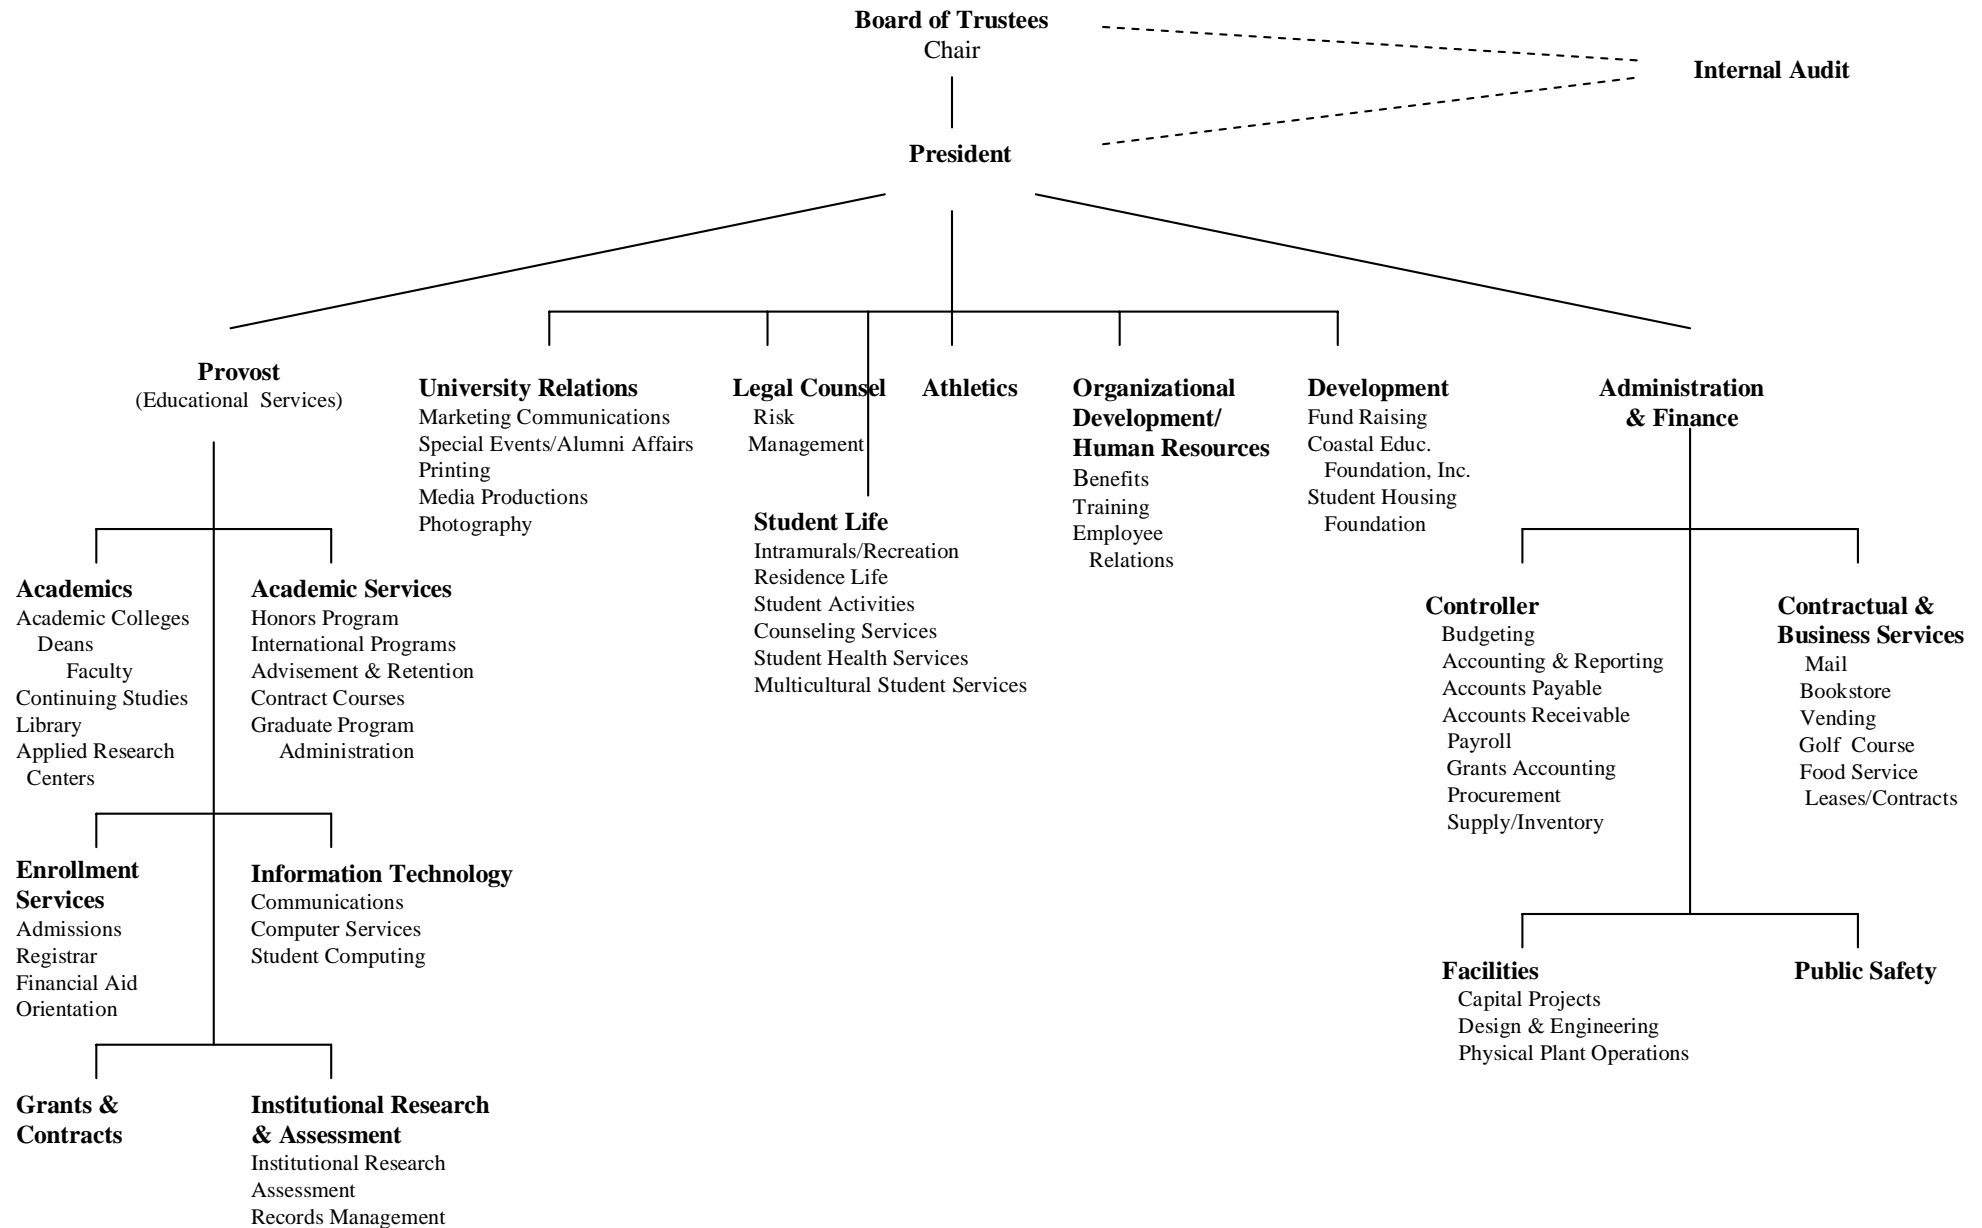 Board of Trustees
Chair
Internal Audit
President
Provost
(Educational Services)
University Relations
Marketing Communications
Special Events/Alumni Affairs
Printing
Media Productions
Photography
Legal Counsel
Risk
Management
Athletics
Organizational
Development/
Human Resources
Benefits
Training
Employee
Relations
Development
Fund Raising
Coastal Educ.
Foundation, Inc.
Student Housing
Foundation
Administration
& Finance
Student Life
Intramurals/Recreation
Residence Life
Student Activities
Counseling Services
Student Health Services
Multicultural Student Services
Academics
Academic Colleges
Deans
Faculty
Continuing Studies
Library
Applied Research
Centers
Academic Services
Honors Program
International Programs
Advisement & Retention
Contract Courses
Graduate Program
Administration
Controller
Budgeting
Accounting & Reporting
Accounts Payable
Accounts Receivable
Payroll
Grants Accounting
Procurement
Supply/Inventory
Contractual &
Business Services
Mail
Bookstore
Vending
Golf Course
Food Service
Leases/Contracts
Enrollment
Services
Admissions
Registrar
Financial Aid
Orientation
Information Technology
Communications
Computer Services
Student Computing
Facilities
Capital Projects
Design & Engineering
Physical Plant Operations
Public Safety
Grants &
Contracts
Institutional Research
& Assessment
Institutional Research
Assessment
Records Management